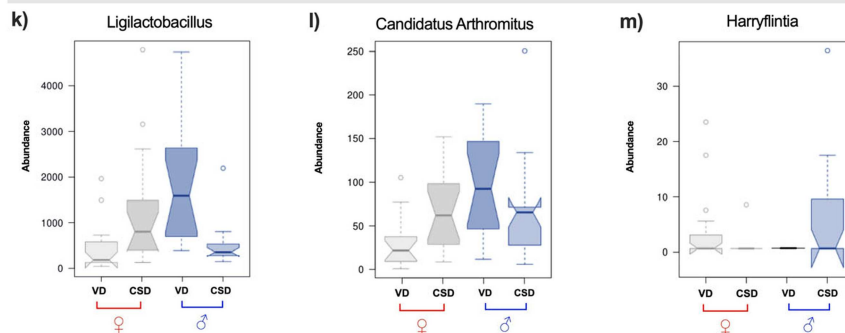 k)
Ligilactobacillus
Abundance
4000
3000
2000
1000
0
VD CSD VD CSD
♀ ♂
l)
Candidatus Arthromitus
Abundance
250
200
150
100
50
0
VD CSD VD CSD
♀ ♂
m)
Harryflintia
Abundance
30
20
10
0
VD CSD VD CSD
♀ ♂